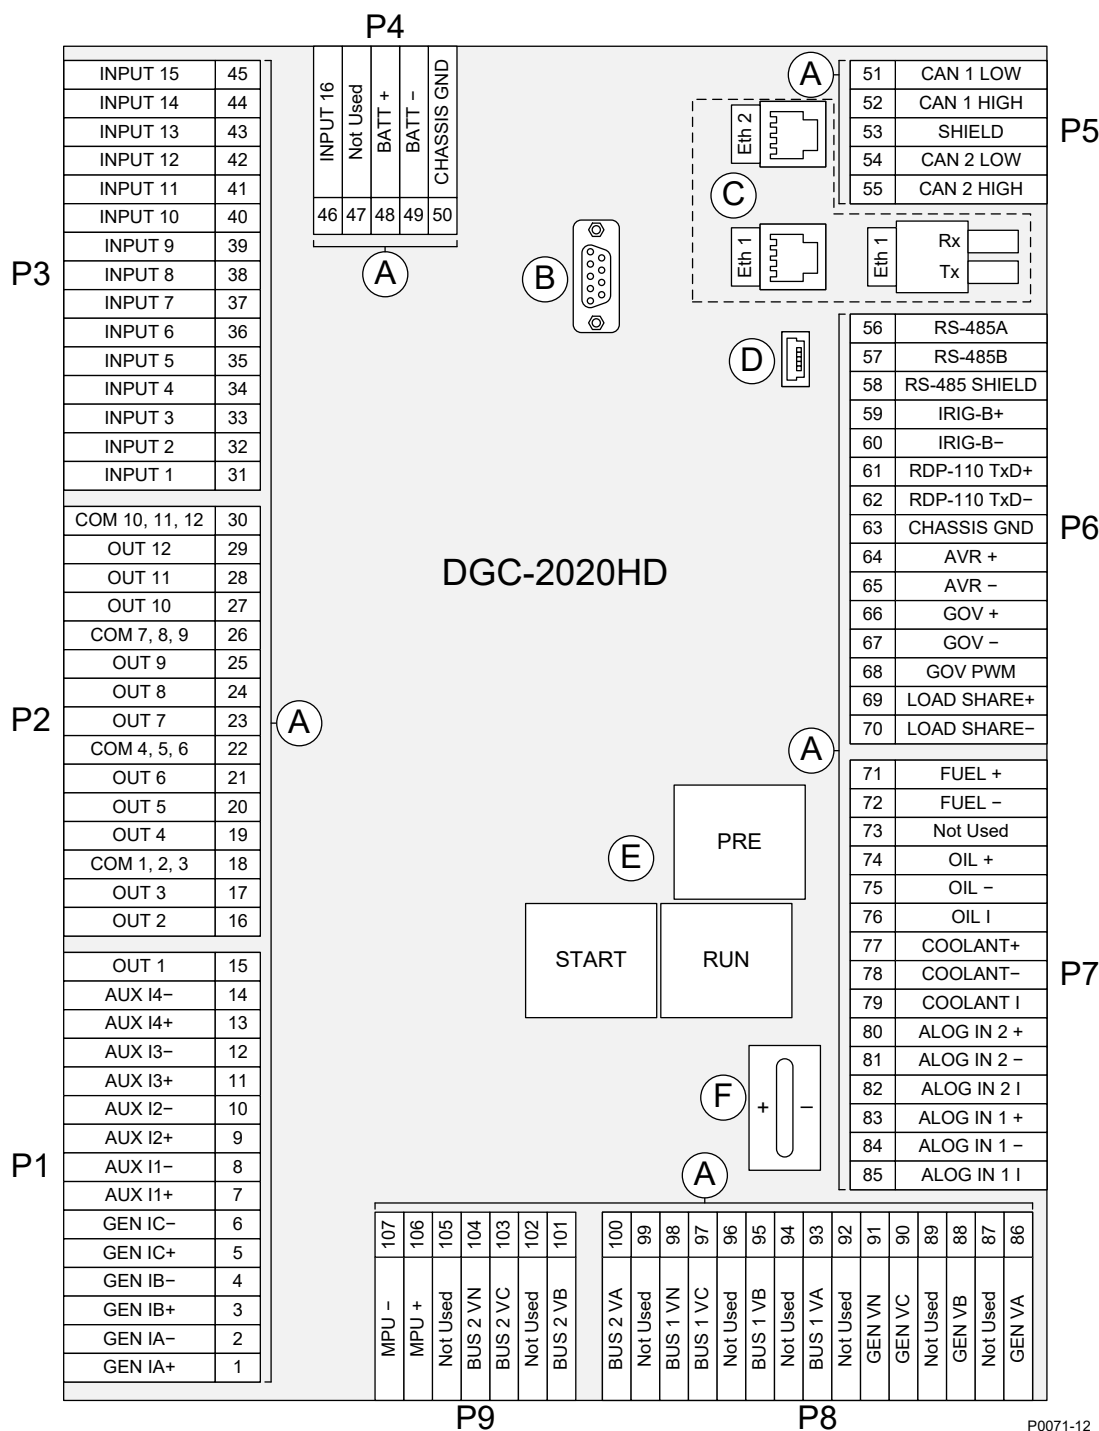 P4
P3
INPUT 15 45
INPUT 14 44
INPUT 13 43
INPUT 12 42
INPUT 11 41
INPUT 10 40
INPUT 9 39
INPUT 8 38
INPUT 7 37
INPUT 6 36
INPUT 5 35
INPUT 4 34
INPUT 3 33
INPUT 2 32
INPUT 1 31
P2
COM 10, 11, 12 30
OUT 12 29
OUT 11 28
OUT 10 27
COM 7, 8, 9 26
OUT 9 25
OUT 8 24
OUT 7 23
COM 4, 5, 6 22
OUT 6 21
OUT 5 20
OUT 4 19
COM 1, 2, 3 18
OUT 3 17
OUT 2 16
P1
OUT 1 15
AUX I4− 14
AUX I4+ 13
AUX I3− 12
AUX I3+ 11
AUX I2− 10
AUX I2+ 9
AUX I1− 8
AUX I1+ 7
GEN IC− 6
GEN IC+ 5
GEN IB− 4
GEN IB+ 3
GEN IA− 2
GEN IA+ 1
A
INPUT 16 46
Not Used 47
BATT + 48
BATT − 49
CHASSIS GND 50
A
B
C
Eth 2
Eth 1
Eth 1
Rx
Tx
D
DGC-2020HD
E
PRE
START
RUN
F
+ −
A
51 CAN 1 LOW
52 CAN 1 HIGH
53 SHIELD
54 CAN 2 LOW
55 CAN 2 HIGH
P5
56 RS-485A
57 RS-485B
58 RS-485 SHIELD
59 IRIG-B+
60 IRIG-B−
61 RDP-110 TxD+
62 RDP-110 TxD−
63 CHASSIS GND
64 AVR +
65 AVR −
66 GOV +
67 GOV −
68 GOV PWM
69 LOAD SHARE+
70 LOAD SHARE−
P6
A
71 FUEL +
72 FUEL −
73 Not Used
74 OIL +
75 OIL −
76 OIL I
77 COOLANT+
78 COOLANT−
79 COOLANT I
80 ALOG IN 2 +
81 ALOG IN 2 −
82 ALOG IN 2 I
83 ALOG IN 1 +
84 ALOG IN 1 −
85 ALOG IN 1 I
P7
A
107 MPU −
106 MPU +
105 Not Used
104 BUS 2 VN
103 BUS 2 VC
102 Not Used
101 BUS 2 VB
100 BUS 2 VA
99 Not Used
98 BUS 1 VN
97 BUS 1 VC
96 Not Used
95 BUS 1 VB
94 Not Used
93 BUS 1 VA
92 Not Used
91 GEN VN
90 GEN VC
89 Not Used
88 GEN VB
87 Not Used
86 GEN VA
P9
P8
P0071-12